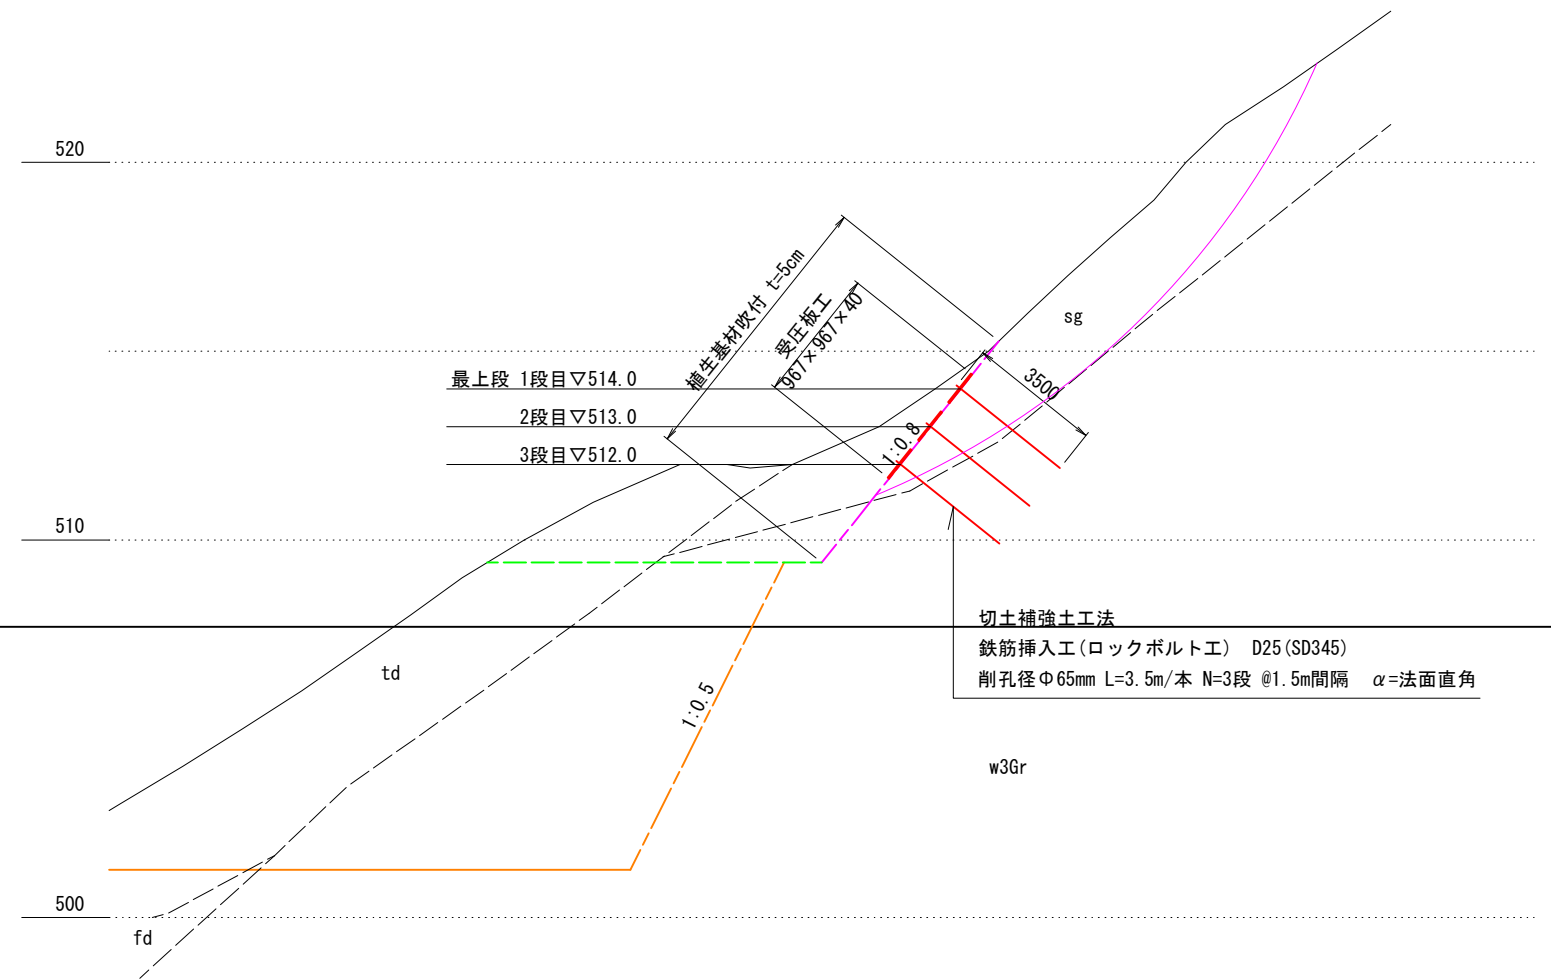 520
植生基材吹付 t=5cm
受圧板工
967×967×40
sg
最上段 1段目▽514.0
3500
2段目▽513.0
1:0.8
3段目▽512.0
510
切土補強土工法
鉄筋挿入工(ロックボルト工) D25(SD345)
削孔径Φ65mm L=3.5m/本 N=3段 @1.5m間隔 α=法面直角
td
1:0.5
w3Gr
500
fd